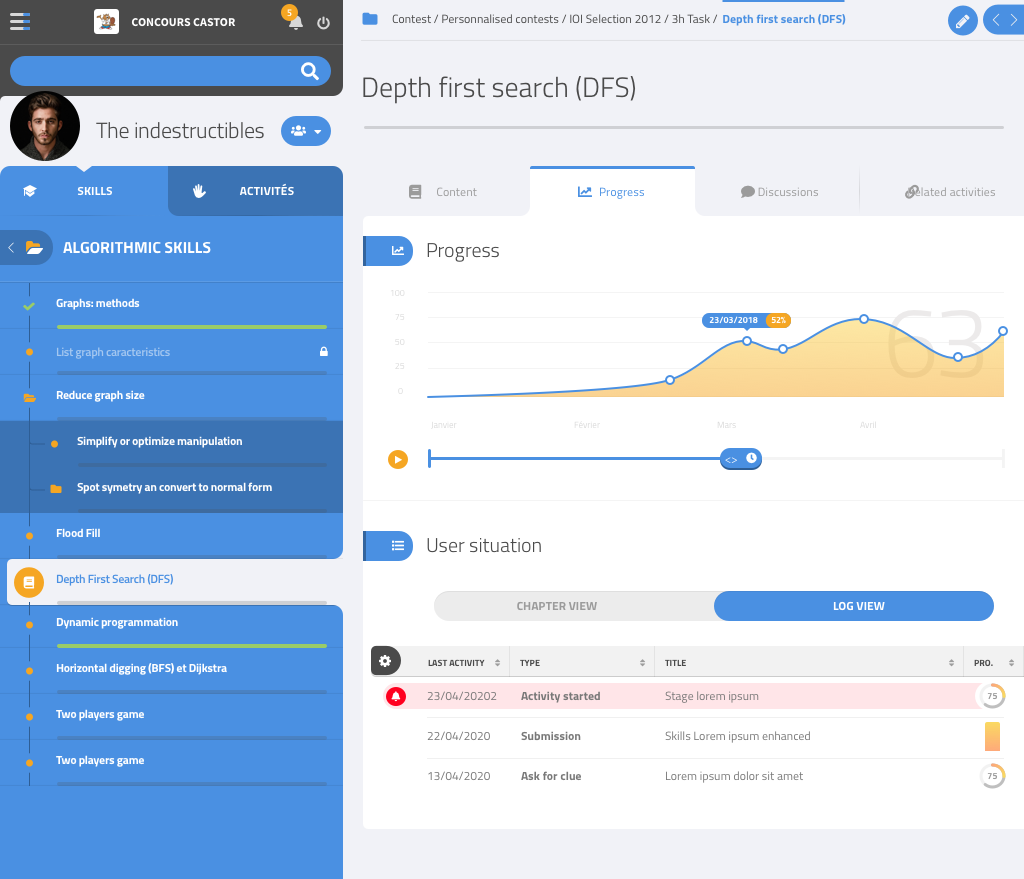 CONCOURS CASTOR
5
Contest / Personnalised contests / IOI Selection 2012 / 3h Task / Depth first search (DFS)
The indestructibles
Depth first search (DFS)
SKILLS
ACTIVITÉS
Content
Progress
Discussions
elated activities
ALGORITHMIC SKILLS
Graphs: methods
List graph caracteristics
Reduce graph size
Simplify or optimize manipulation
Spot symetry an convert to normal form
Flood Fill
Depth First Search (DFS)
Dynamic programmation
Horizontal digging (BFS) et Dijkstra
Two players game
Two players game
Progress
100
75
50
25
0
23/03/2018 52%
63
Janvier
Février
Mars
Avril
<>
User situation
CHAPTER VIEW
LOG VIEW
LAST ACTIVITY TYPE TITLE PRO.
23/04/20202 Activity started Stage lorem ipsum 75
22/04/2020 Submission Skills Lorem ipsum enhanced
13/04/2020 Ask for clue Lorem ipsum dolor sit amet 75